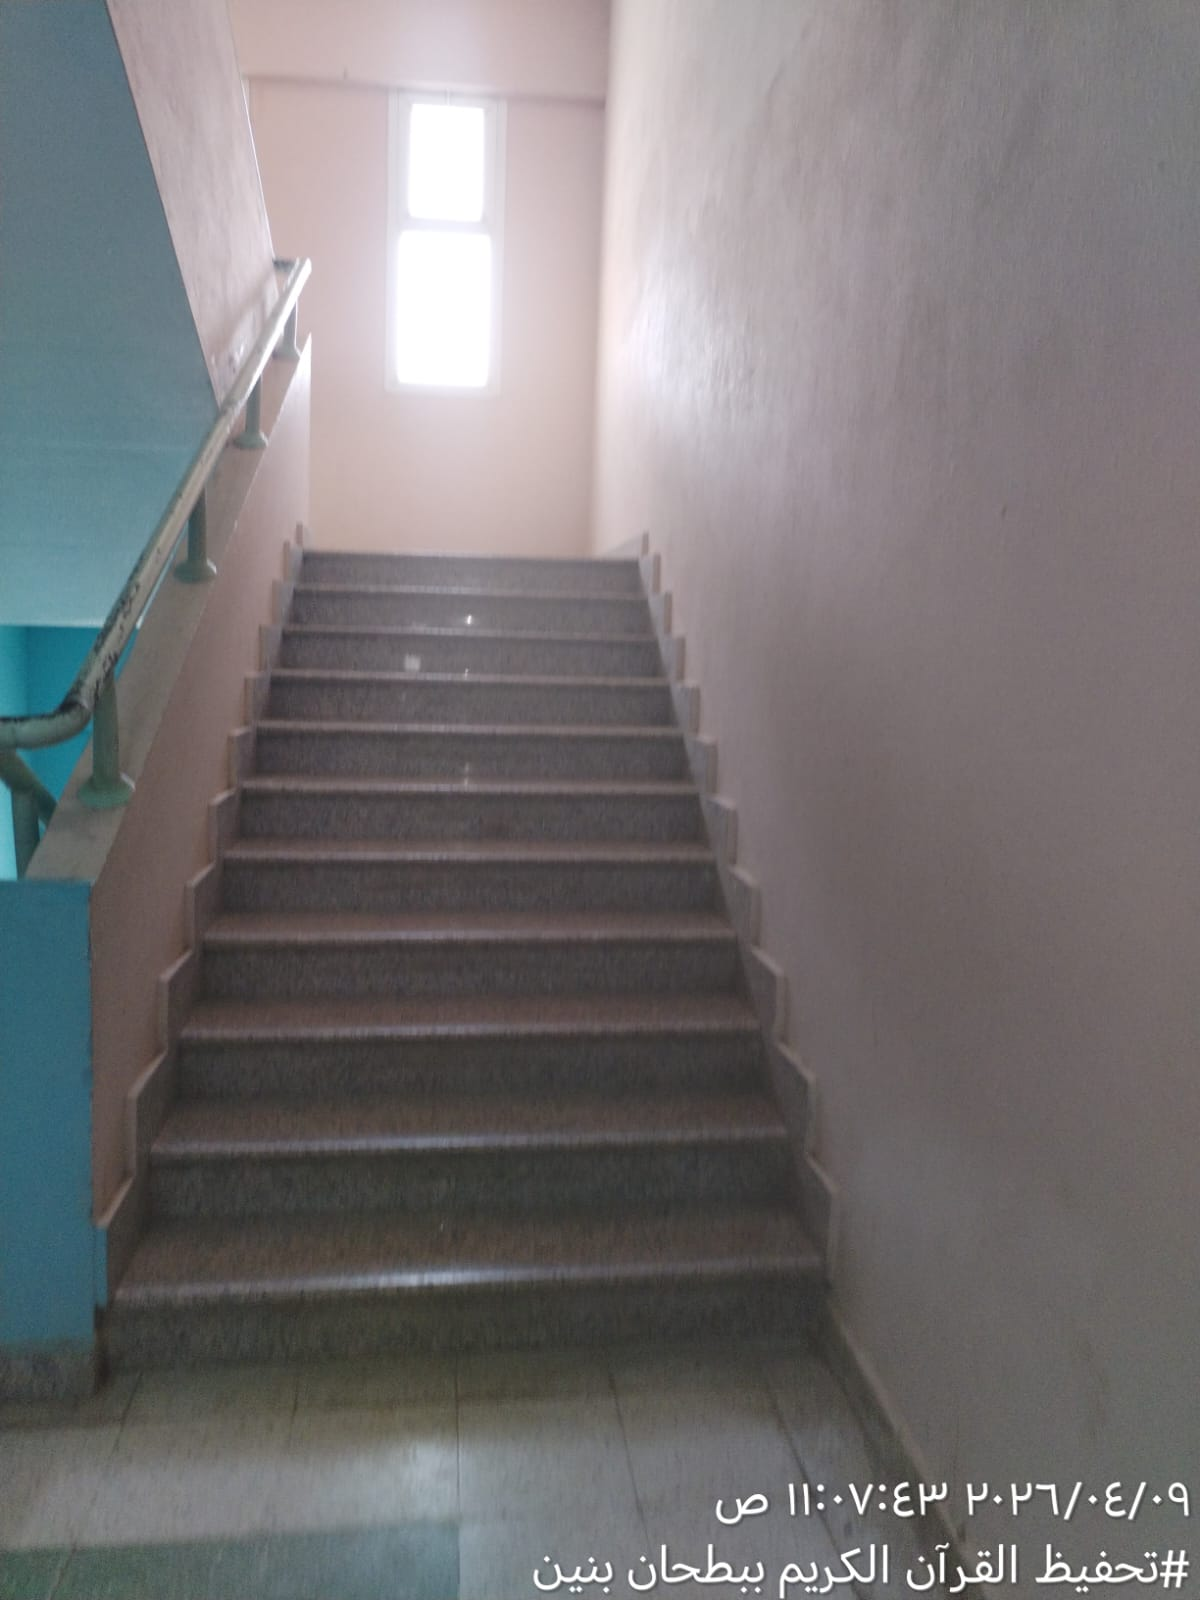 ٢٠٢٦/٠٤/٠٩ ١١:٠٧:٤٣ ص
#تحفيظ القرآن الكريم ببطحان بنين